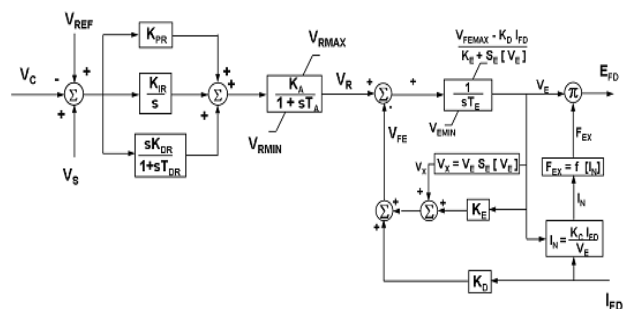 V_REF
V_C
V_S
-
+
+
Σ
K_PR
K_IR
s
sK_DR
1+sT_DR
+
+
+
Σ
V_RMAX
K_A
1 + sT_A
V_RMIN
V_R
+
-
Σ
V_FE
+
V_FEMAX - K_D I_FD
K_E + S_E [ V_E ]
1
sT_E
V_EMIN
V_E
π
E_FD
F_EX
F_EX = f [I_N]
I_N
I_N = K_C I_FD
V_E
V_X
V_X = V_E S_E [ V_E ]
+
+
Σ
K_E
+
+
Σ
K_D
I_FD